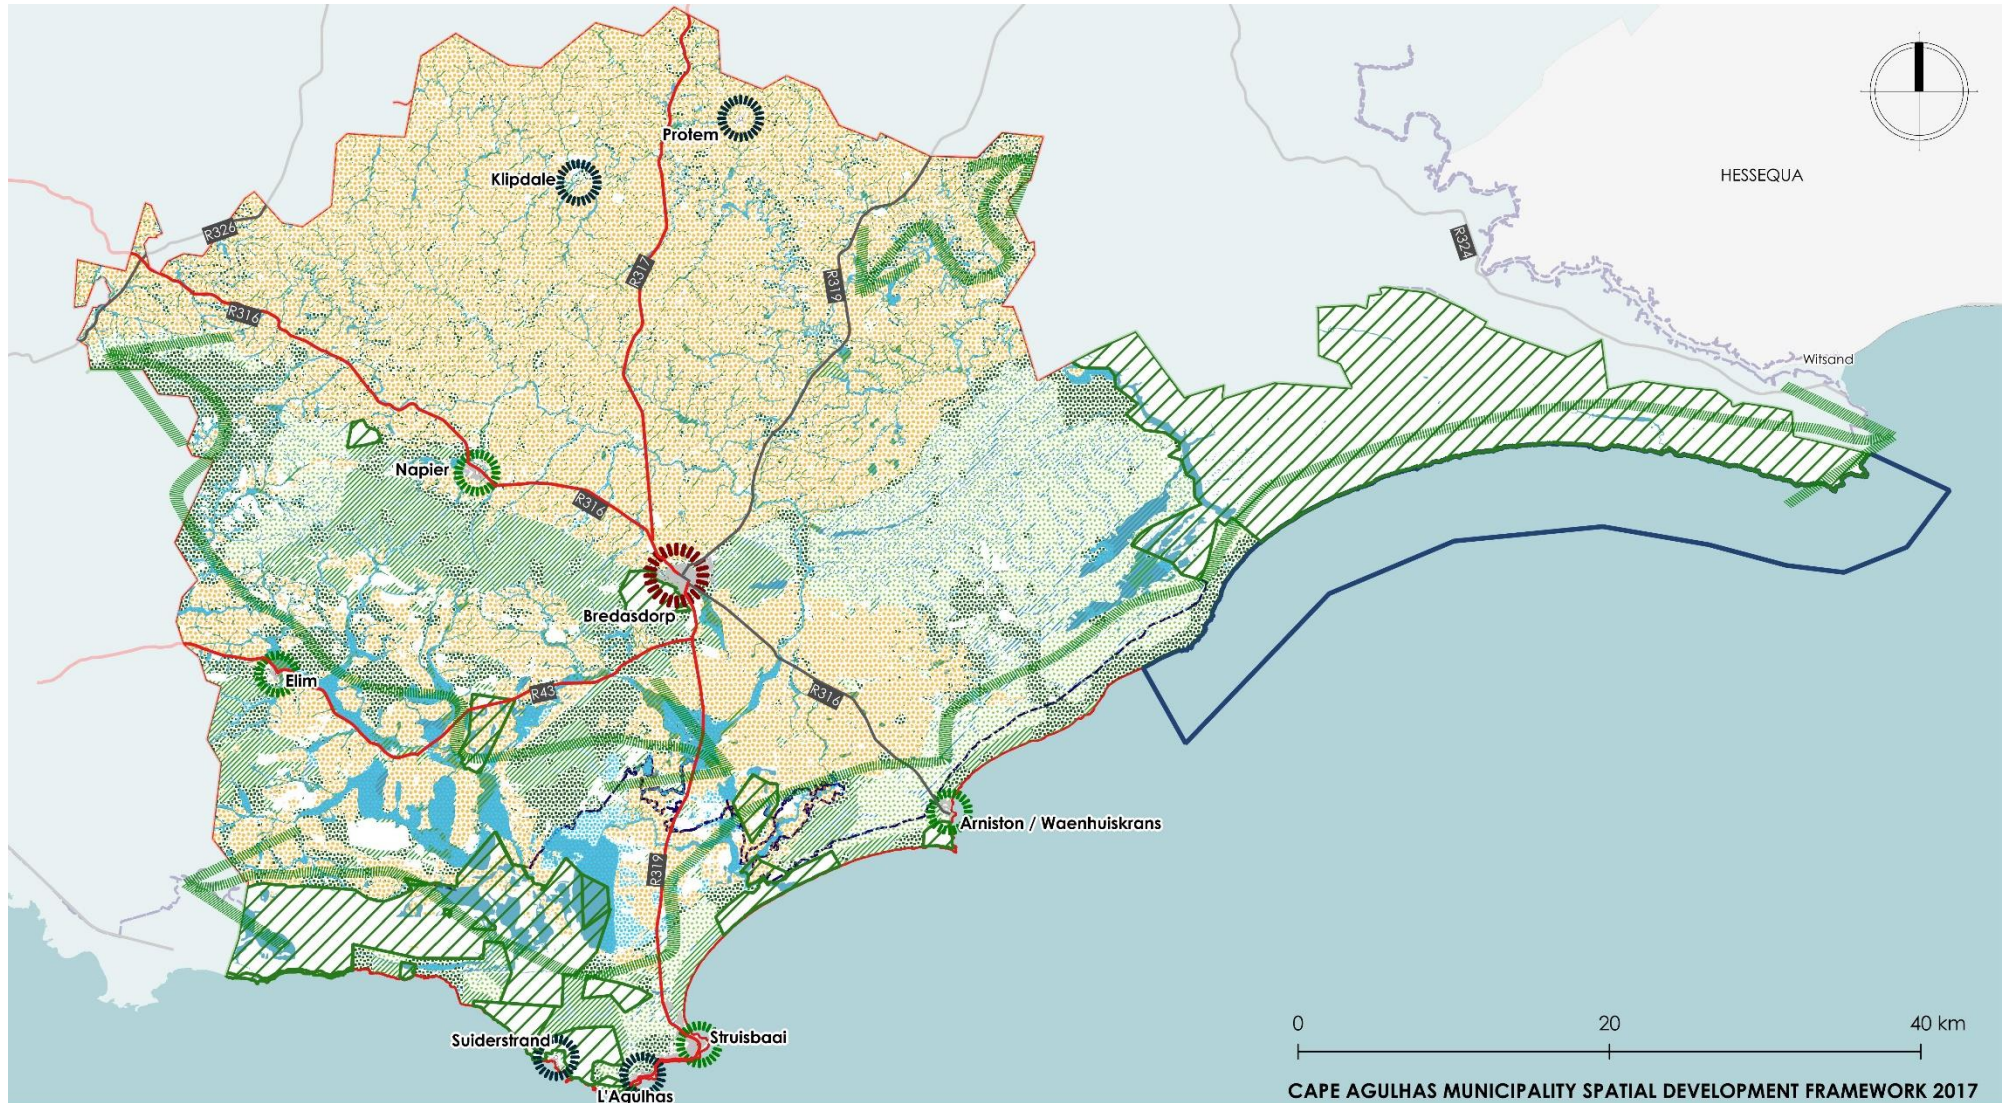 Protem
Klipdale
HESSEQUA
R326
R324
R317
R319
R316
Witsand
Napier
R316
Bredasdorp
Elim
R43
R316
Arniston / Waenhuiskrans
R319
0 20 40 km
Suiderstrand
Struisbaai
L'Agulhas
CAPE AGULHAS MUNICIPALITY SPATIAL DEVELOPMENT FRAMEWORK 2017